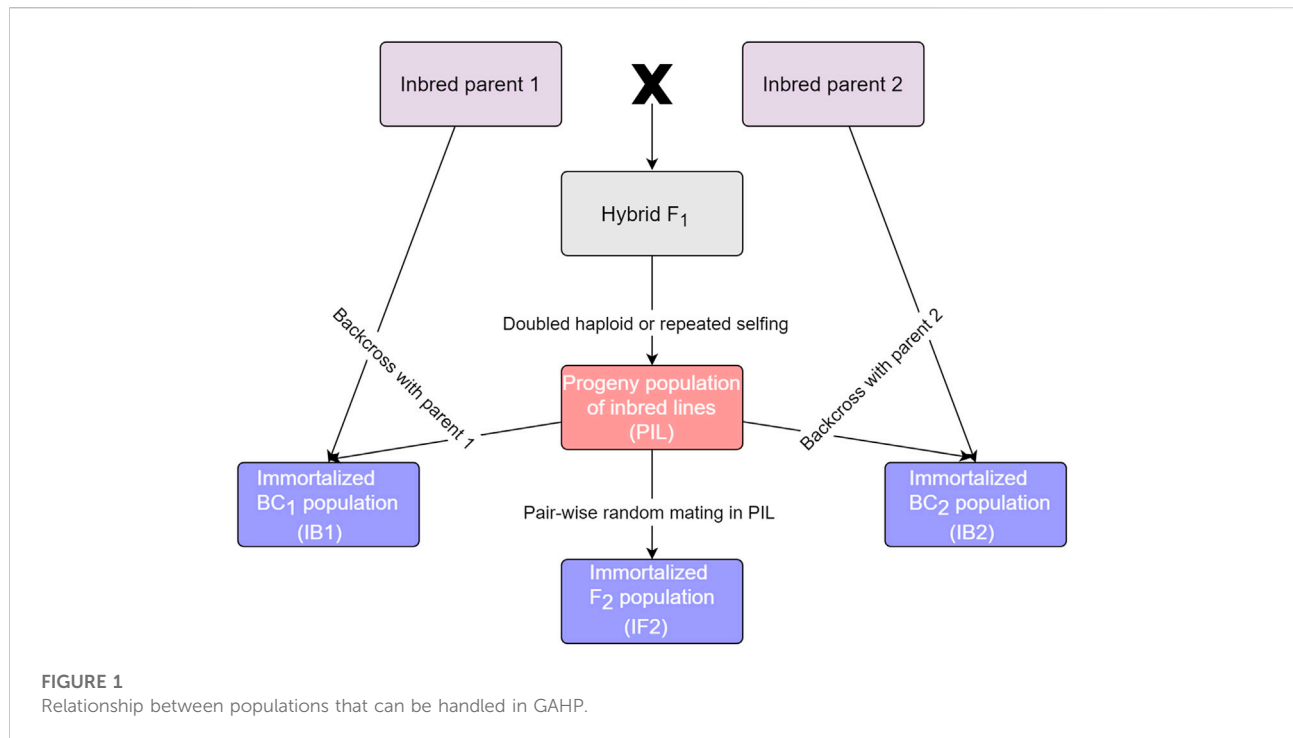 Inbred parent 1
X
Inbred parent 2
Hybrid F₁
Doubled haploid or repeated selfing
Backcross with parent 1
Progeny population
of inbred lines
(PIL)
Backcross with parent 2
Immortalized
BC₁ population
(IB1)
Pair-wise random mating in PIL
Immortalized
BC₂ population
(IB2)
Immortalized
F₂ population
(IF2)
FIGURE 1
Relationship between populations that can be handled in GAHP.